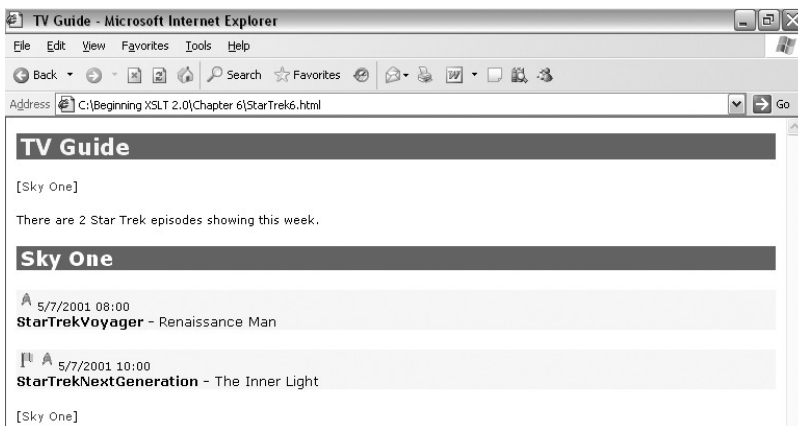 TV Guide - Microsoft Internet Explorer
File Edit View Favorites Tools Help
Back Search Favorites
Address C:\Beginning XSLT 2.0\Chapter 6\StarTrek6.html Go
TV Guide
[Sky One]
There are 2 Star Trek episodes showing this week.
Sky One
5/7/2001 08:00
StarTrekVoyager - Renaissance Man
5/7/2001 10:00
StarTrekNextGeneration - The Inner Light
[Sky One]